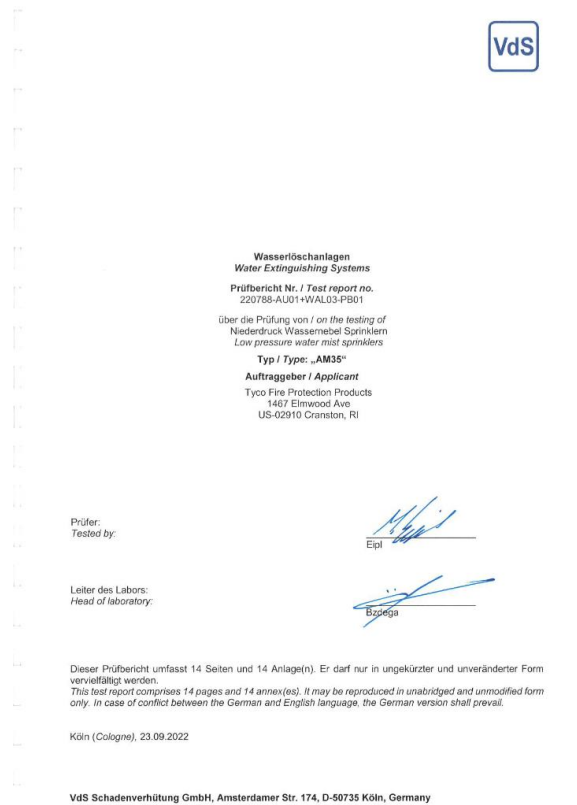 VdS
Wasserlöschanlagen
Water Extinguishing Systems
Prüfbericht Nr. / Test report no.
220788-AU01+WAL03-PB01
über die Prüfung von / on the testing of
Niederdruck Wassernebel Sprinklern
Low pressure water mist sprinklers
Typ / Type: „AM35“
Auftraggeber / Applicant
Tyco Fire Protection Products
1467 Elmwood Ave
US-02910 Cranston, RI
Prüfer:
Tested by:
Eipl
Leiter des Labors:
Head of laboratory:
Bzdega
Dieser Prüfbericht umfasst 14 Seiten und 14 Anlage(n). Er darf nur in ungekürzter und unveränderter Form
vervielfältigt werden.
This test report comprises 14 pages and 14 annex(es). It may be reproduced in unabridged and unmodified form
only. In case of conflict between the German and English language, the German version shall prevail.
Köln (Cologne), 23.09.2022
VdS Schadenverhütung GmbH, Amsterdamer Str. 174, D-50735 Köln, Germany